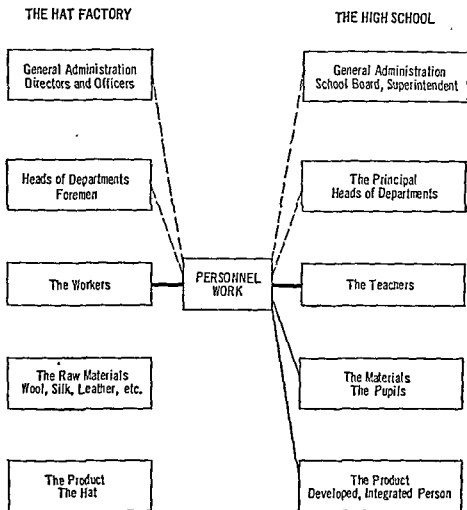 THE HAT FACTORY
THE HIGH SCHOOL
General Administration
Directors and Officers
General Administration
School Board, Superintendent
Heads of Departments
Foremen
The Principal
Heads of Departments
The Workers
PERSONNEL
WORK
The Teachers
The Raw Materials
Wool, Silk, Leather, etc.
The Materials
The Pupils
The Product
The Hat
The Product
Developed, Integrated Person